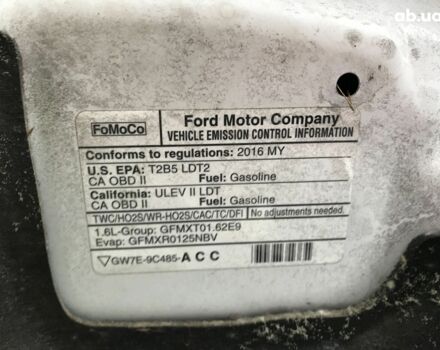 ab.ua
FoMoCo
Ford Motor Company
VEHICLE EMISSION CONTROL INFORMATION
Conforms to regulations: 2016 MY
U.S. EPA: T2B5 LDT2
CA OBD II Fuel: Gasoline
California: ULEV II LDT
CA OBD II Fuel: Gasoline
TWC/HO2S/WR-HO2S/CAC/TC/DFI No adjustments needed.
1.6L-Group: GFMXT01.62E9
Evap: GFMXR0125NBV
GW7E-9C485-A C C